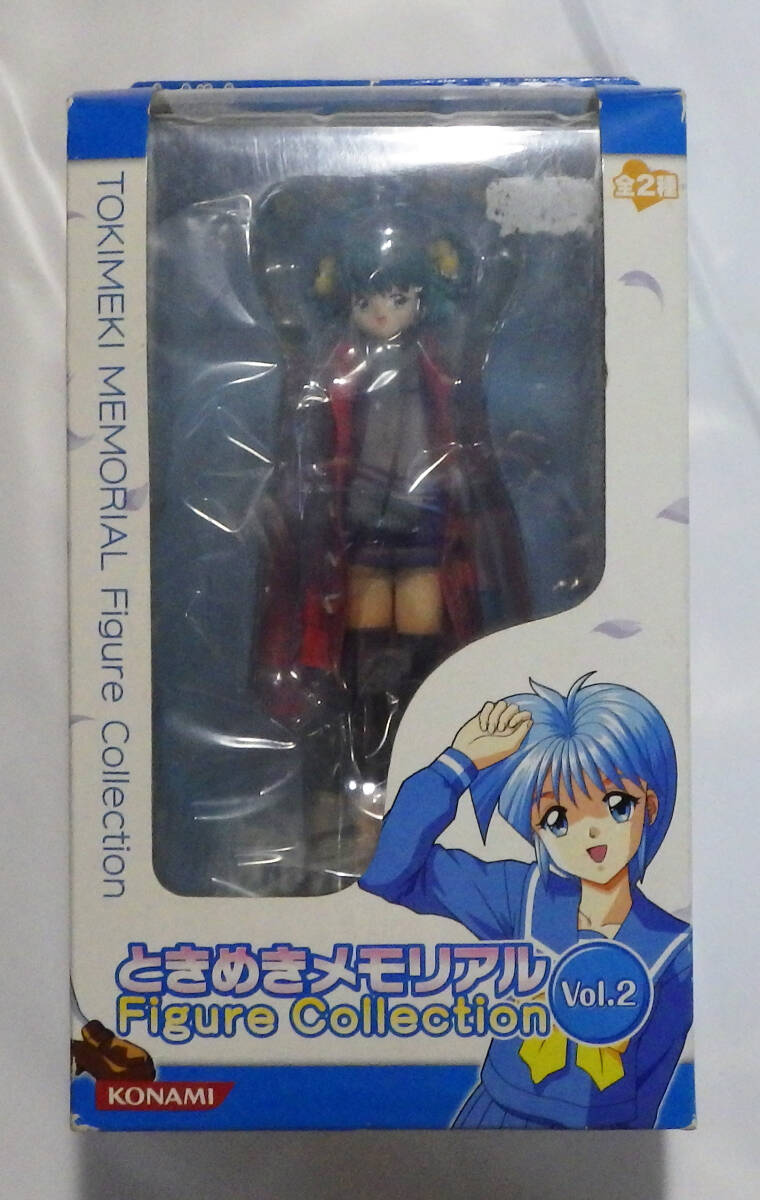 全2種
TOKIMEKI MEMORIAL Figure Collection
ときめきメモリアル
Figure Collection
Vol.2
KONAMI